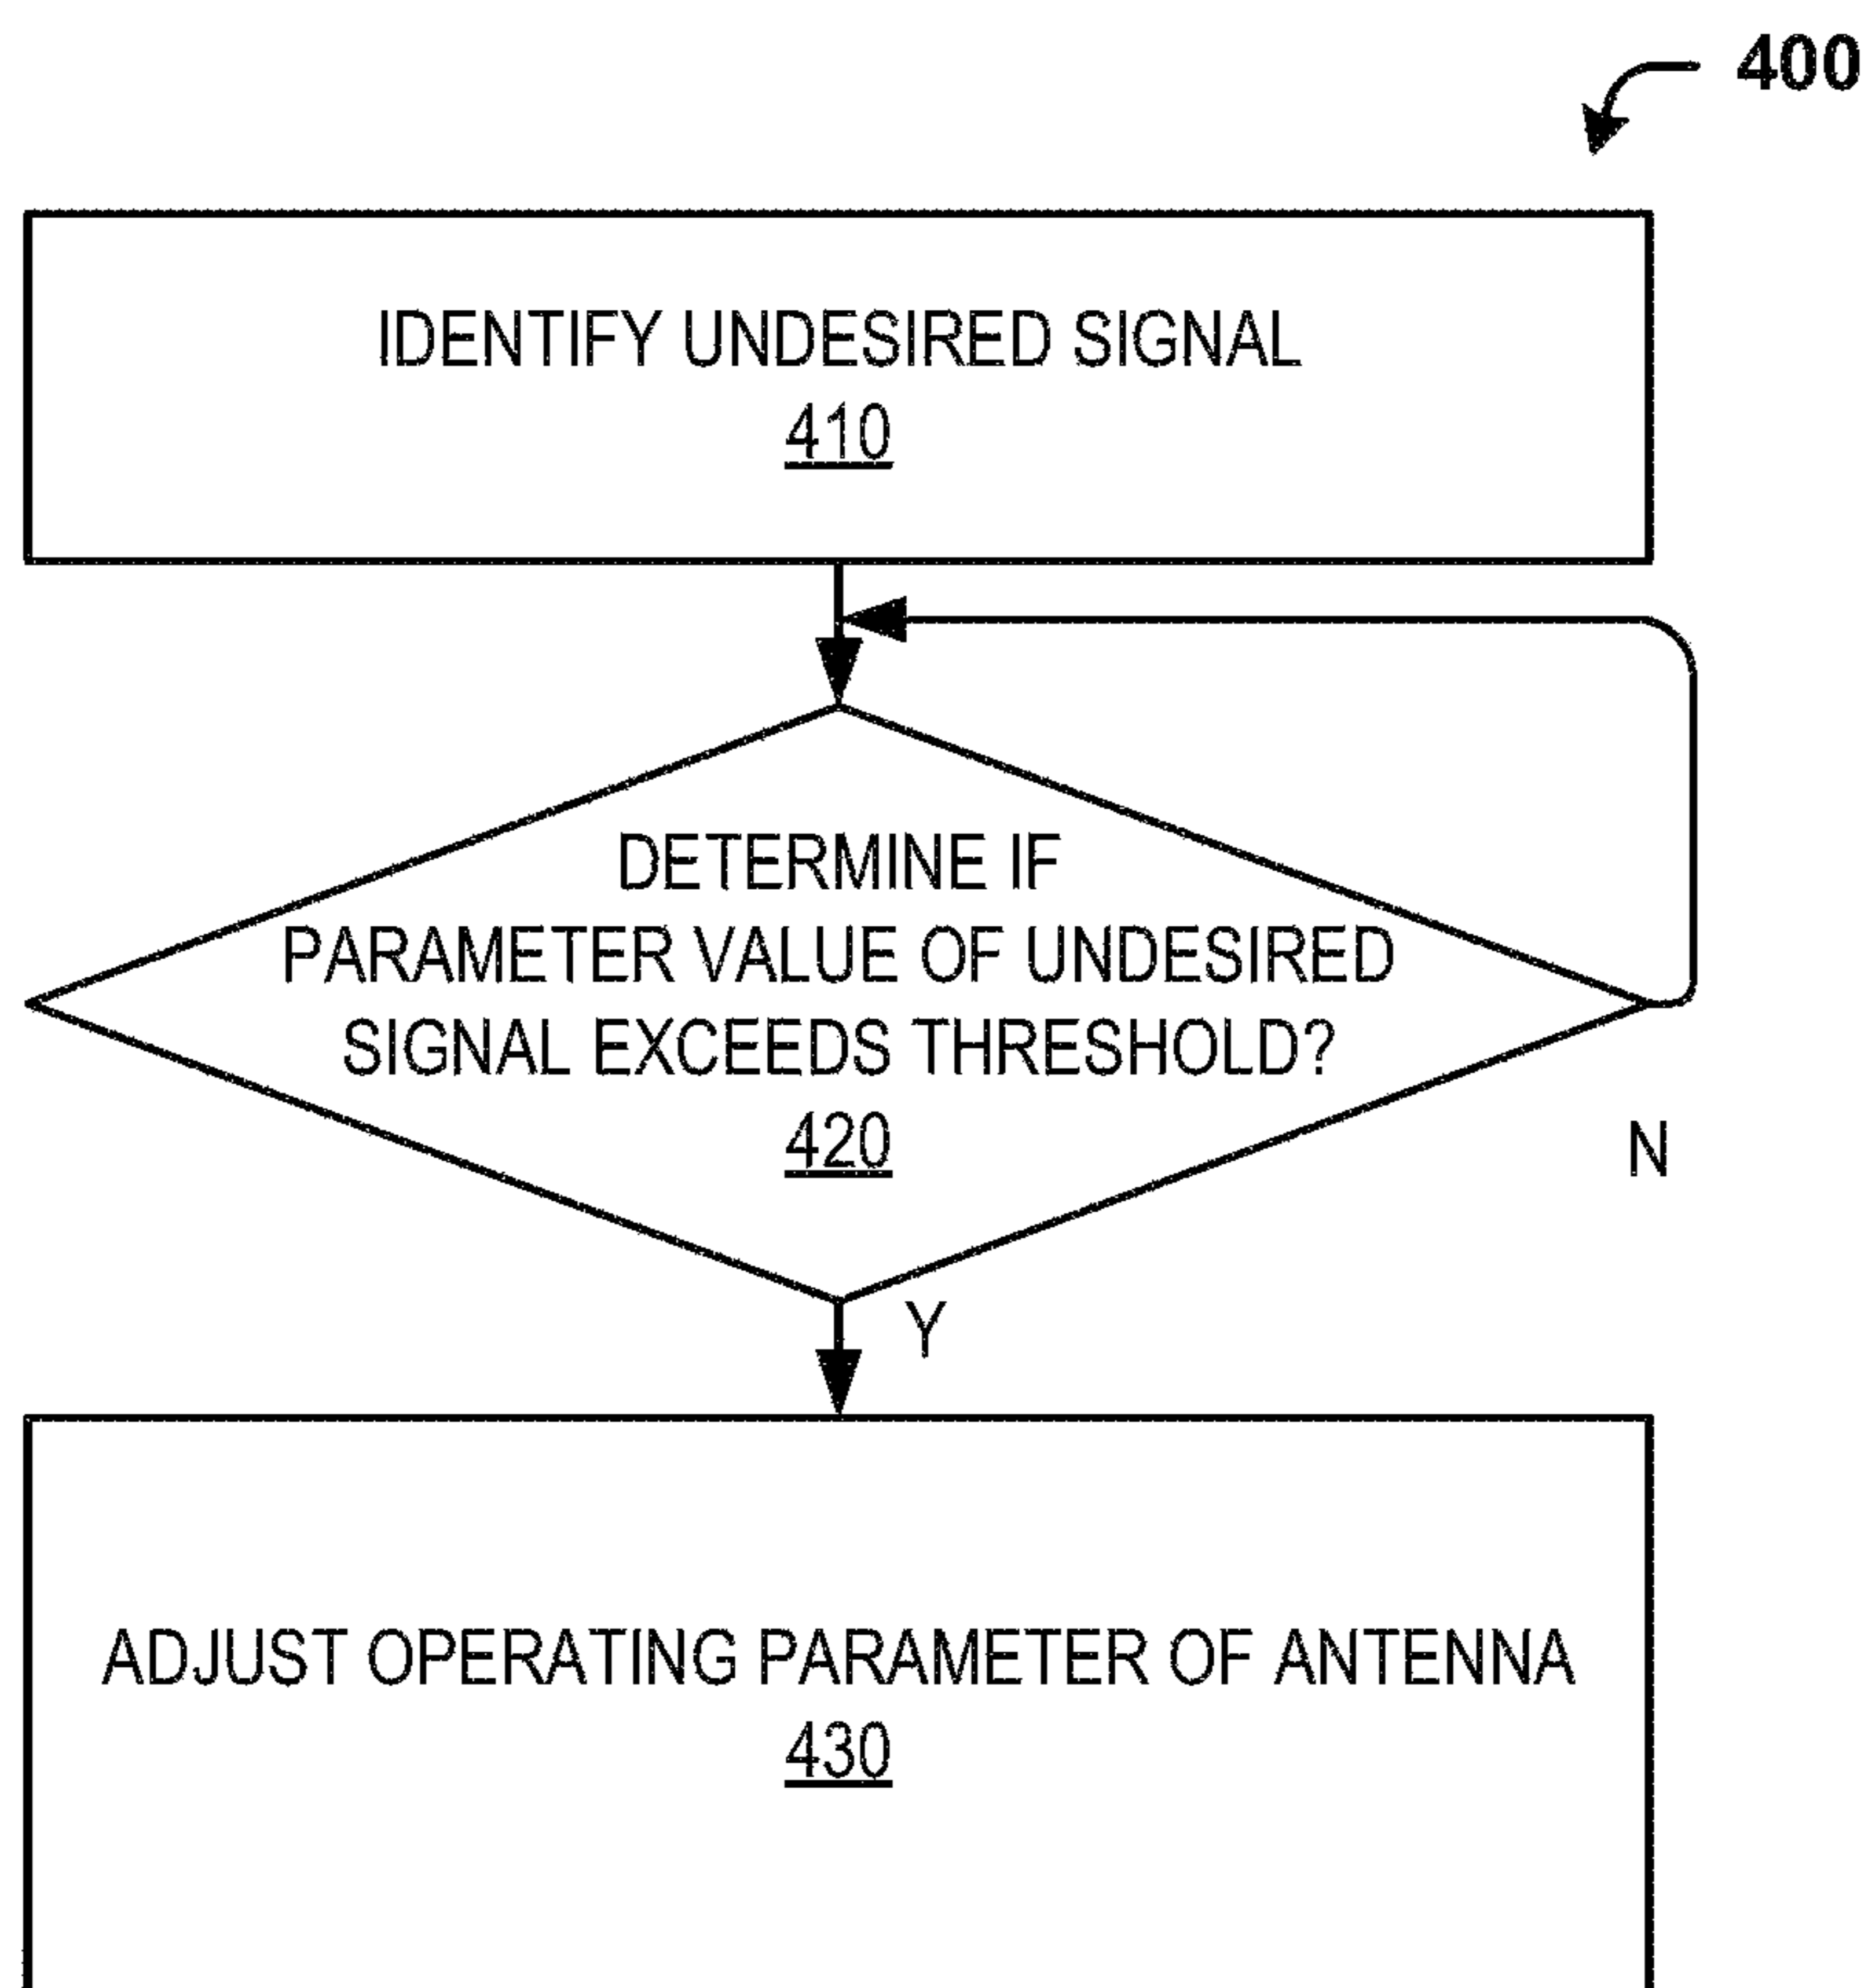 400
IDENTIFY UNDESIRED SIGNAL
410
DETERMINE IF
PARAMETER VALUE OF UNDESIRED
SIGNAL EXCEEDS THRESHOLD?
420
N
Y
ADJUST OPERATING PARAMETER OF ANTENNA
430